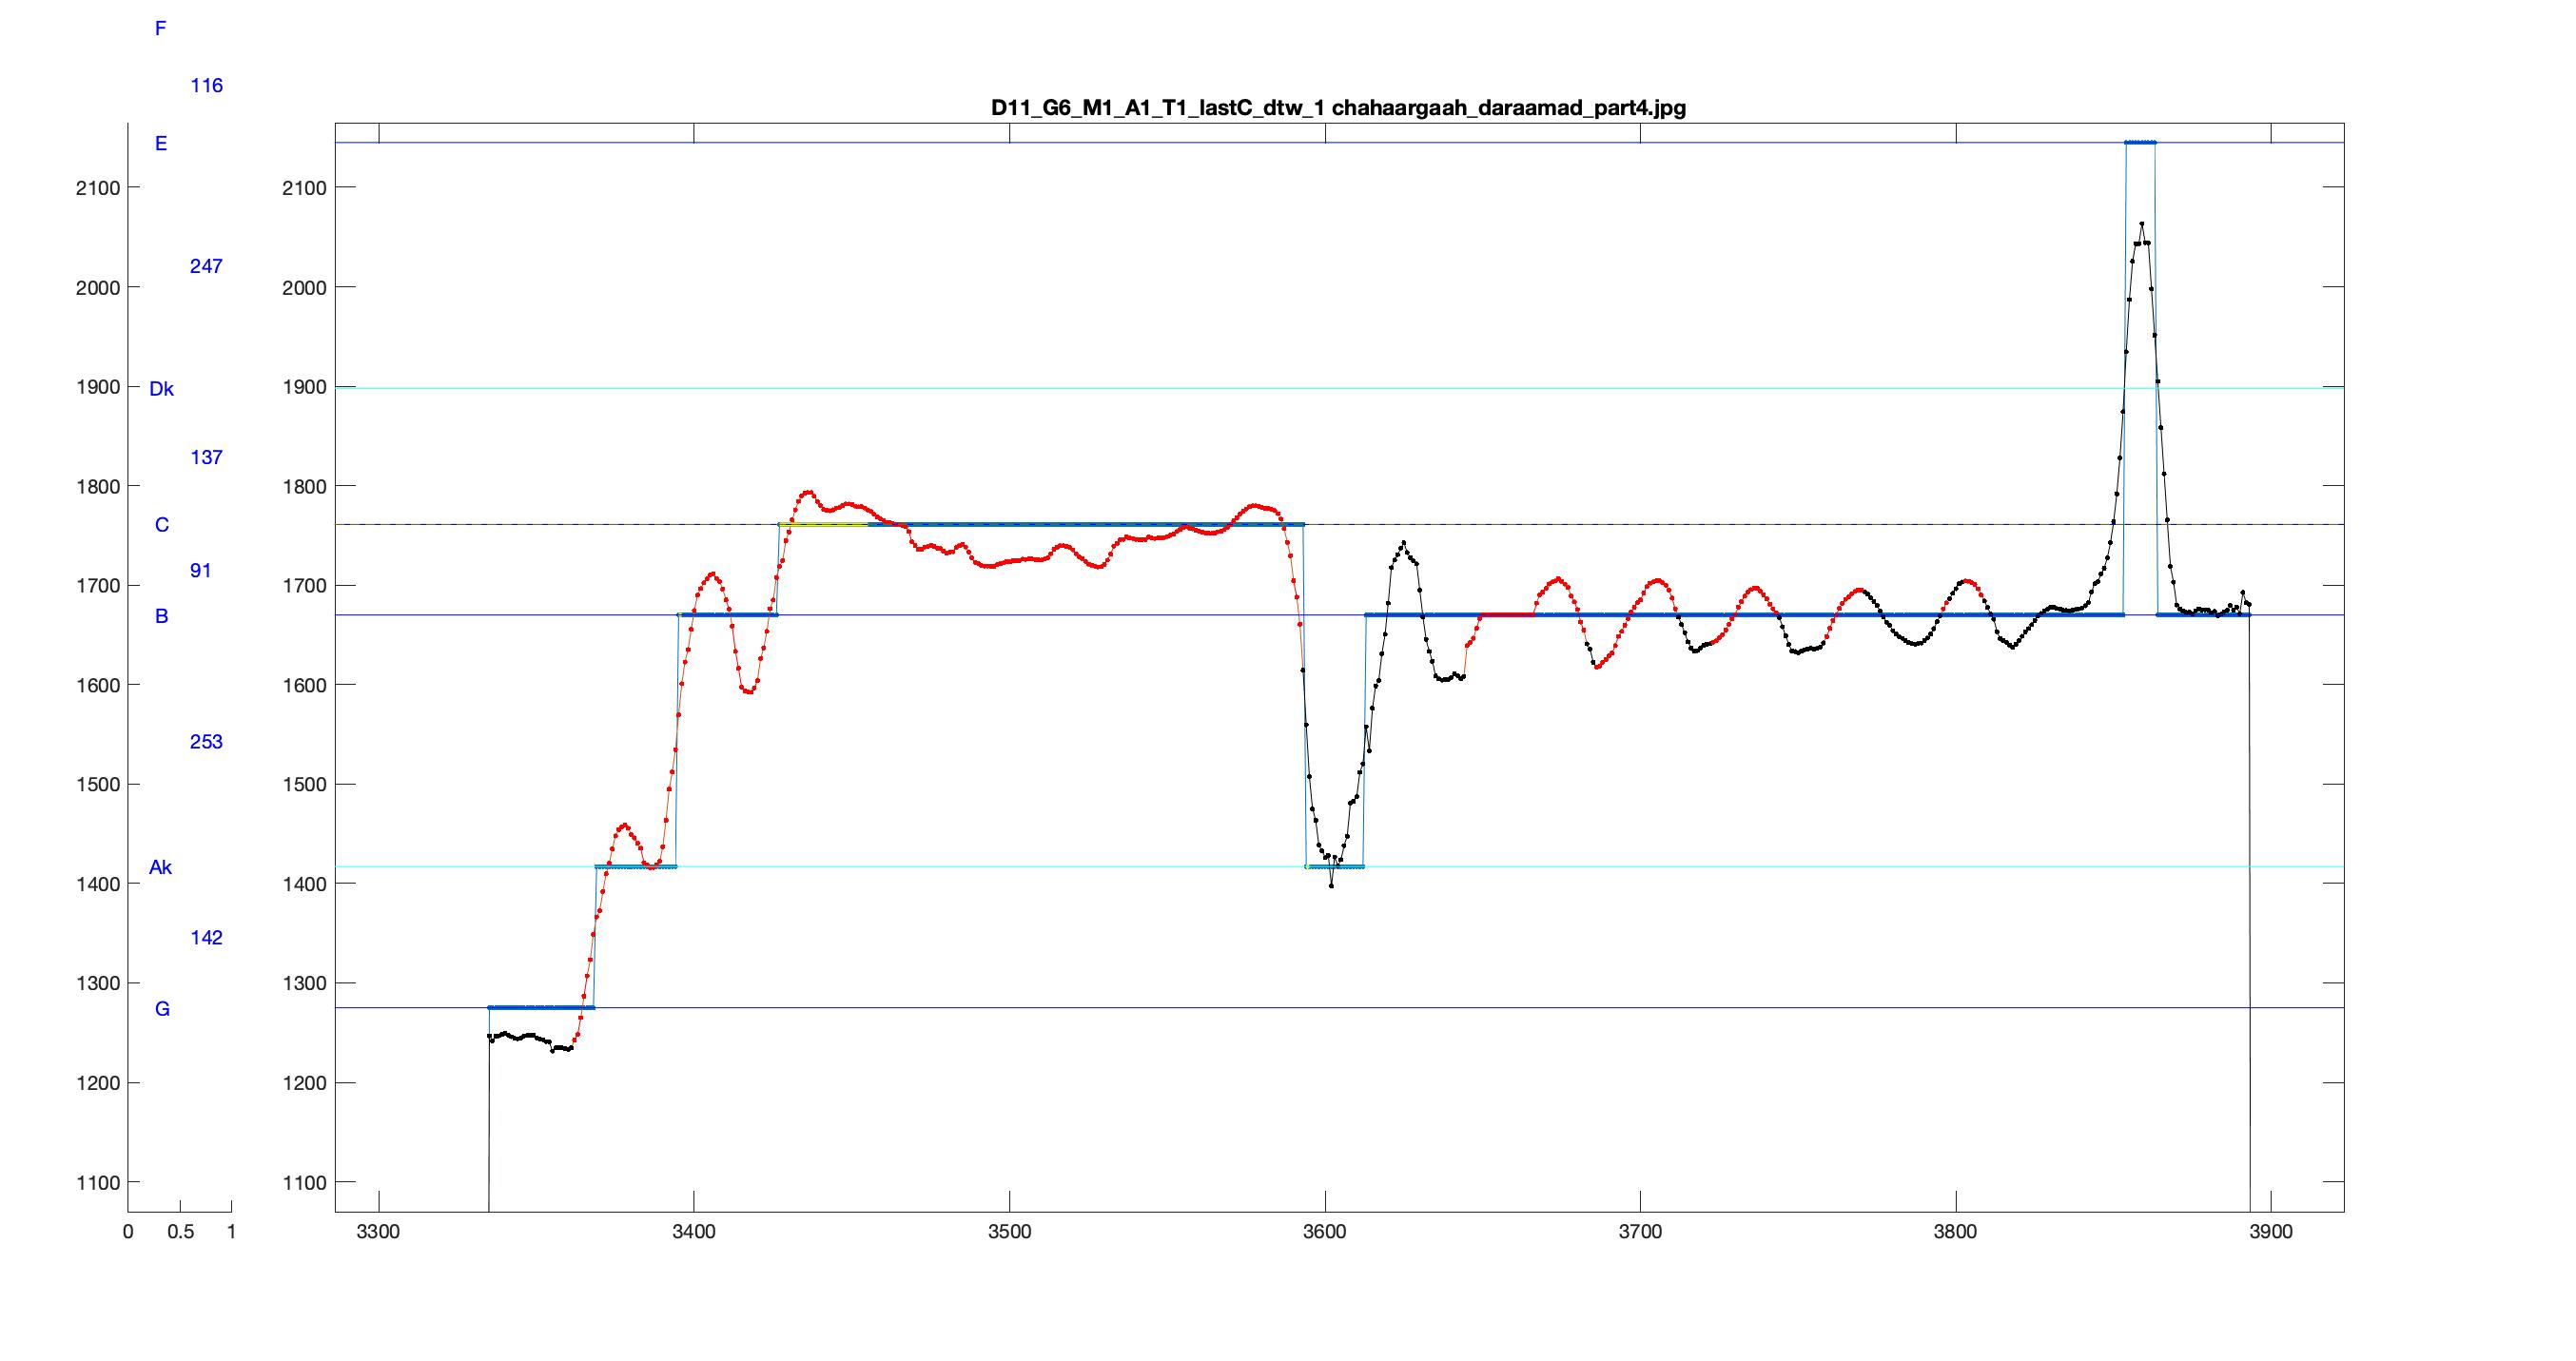 F
116
D11_G6_M1_A1_T1_lastC_dtw_1 chahaargaah_daraamad_part4.jpg
E
2100 2100
247
2000 2000
1900 Dk 1900
137
1800 1800
C
91
1700 1700
B
1600 1600
253
1500 1500
Ak
1400 1400
142
1300 1300
G
1200 1200
1100 1100
0 0.5 1 3300 3400 3500 3600 3700 3800 3900